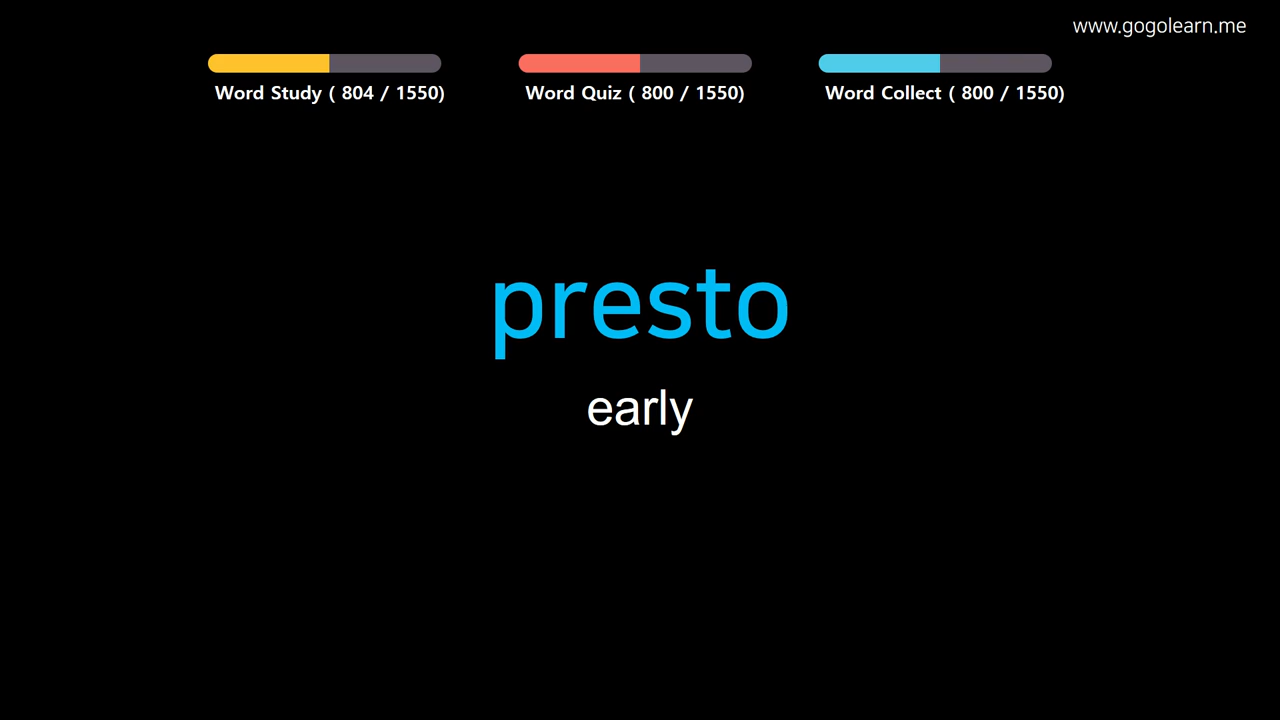 www.gogolearn.me
Word Study ( 804 / 1550)
Word Quiz ( 800 / 1550)
Word Collect ( 800 / 1550)
presto
early